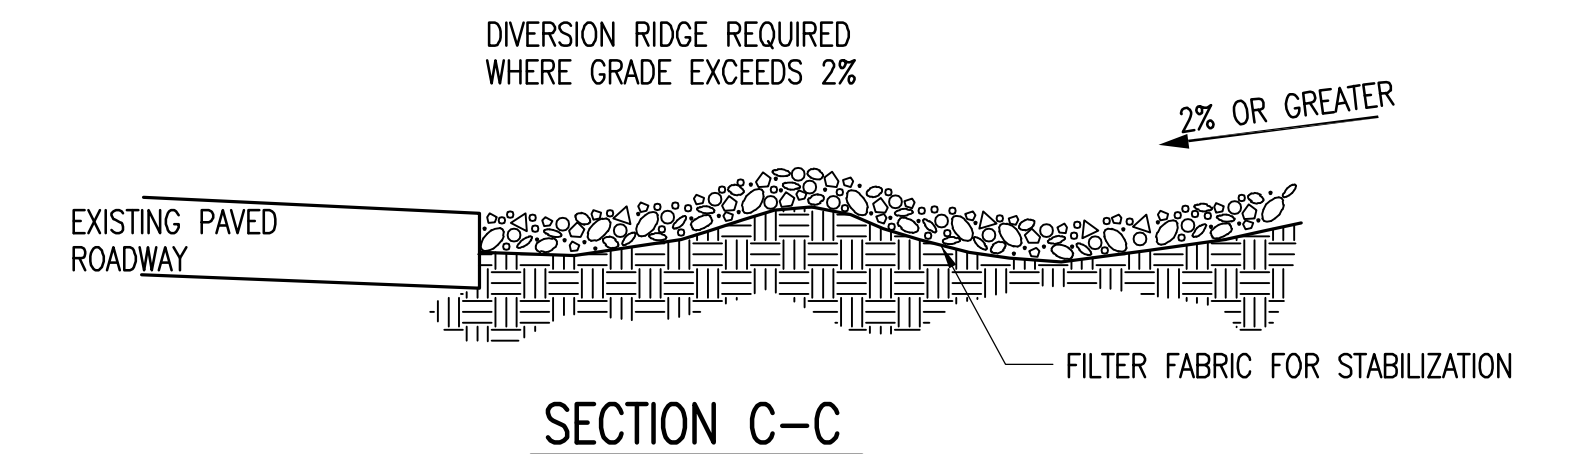 DIVERSION RIDGE REQUIRED
WHERE GRADE EXCEEDS 2%
2% OR GREATER
EXISTING PAVED
ROADWAY
FILTER FABRIC FOR STABILIZATION
SECTION C-C